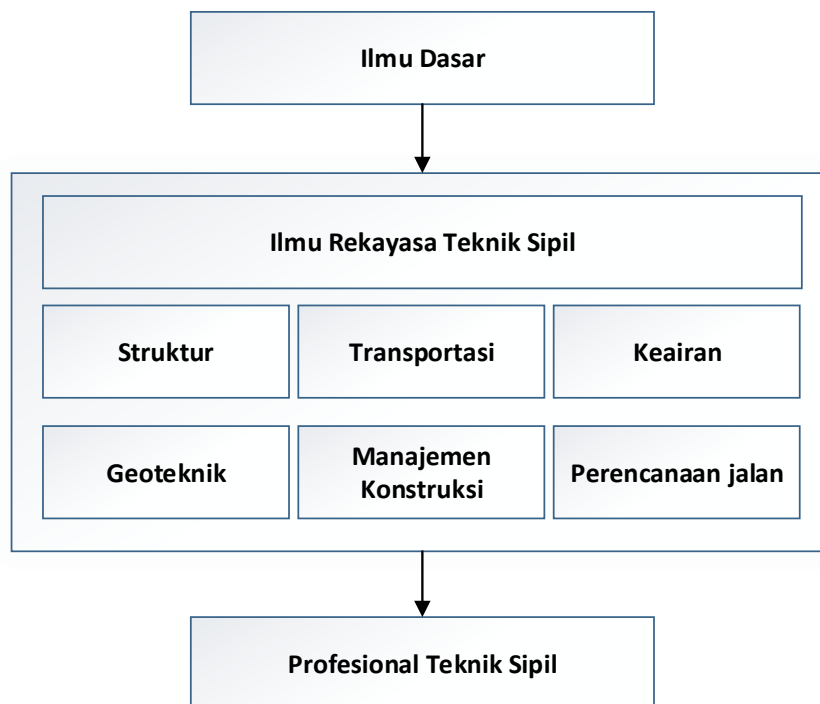 Ilmu Dasar
Ilmu Rekayasa Teknik Sipil
Struktur
Transportasi
Keairan
Geoteknik
Manajemen
Konstruksi
Perencanaan jalan
Profesional Teknik Sipil